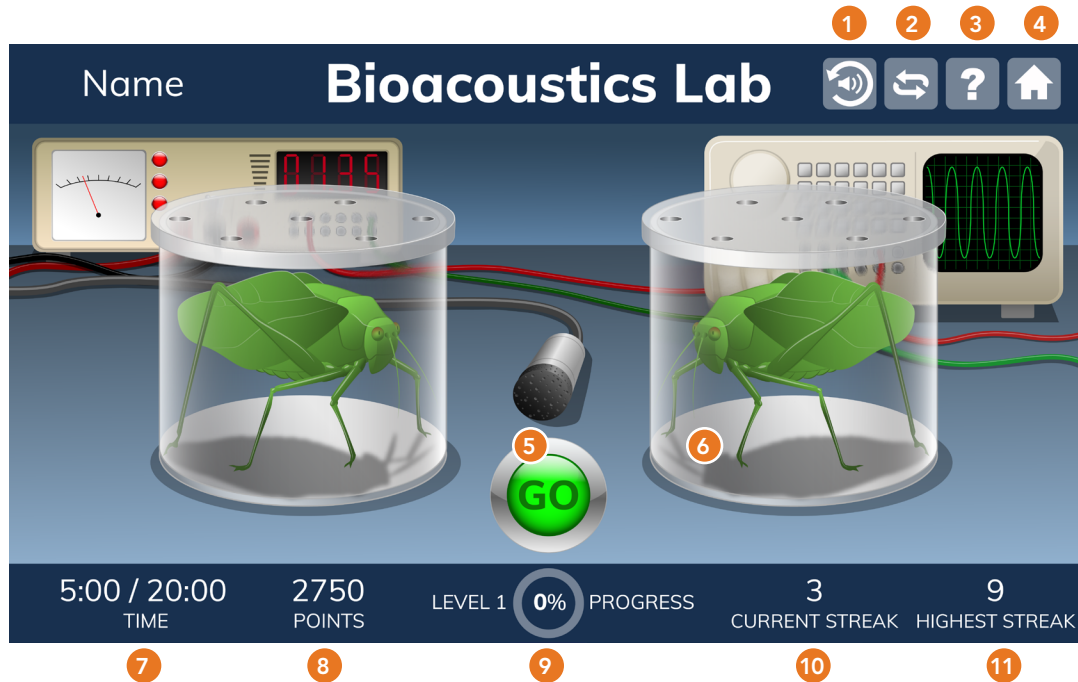 1 2 3 4
Name Bioacoustics Lab ?
0135
5 6
GO
5:00 / 20:00 2750 3 9
LEVEL 1 0% PROGRESS
TIME POINTS CURRENT STREAK HIGHEST STREAK
7 8 9 10 11